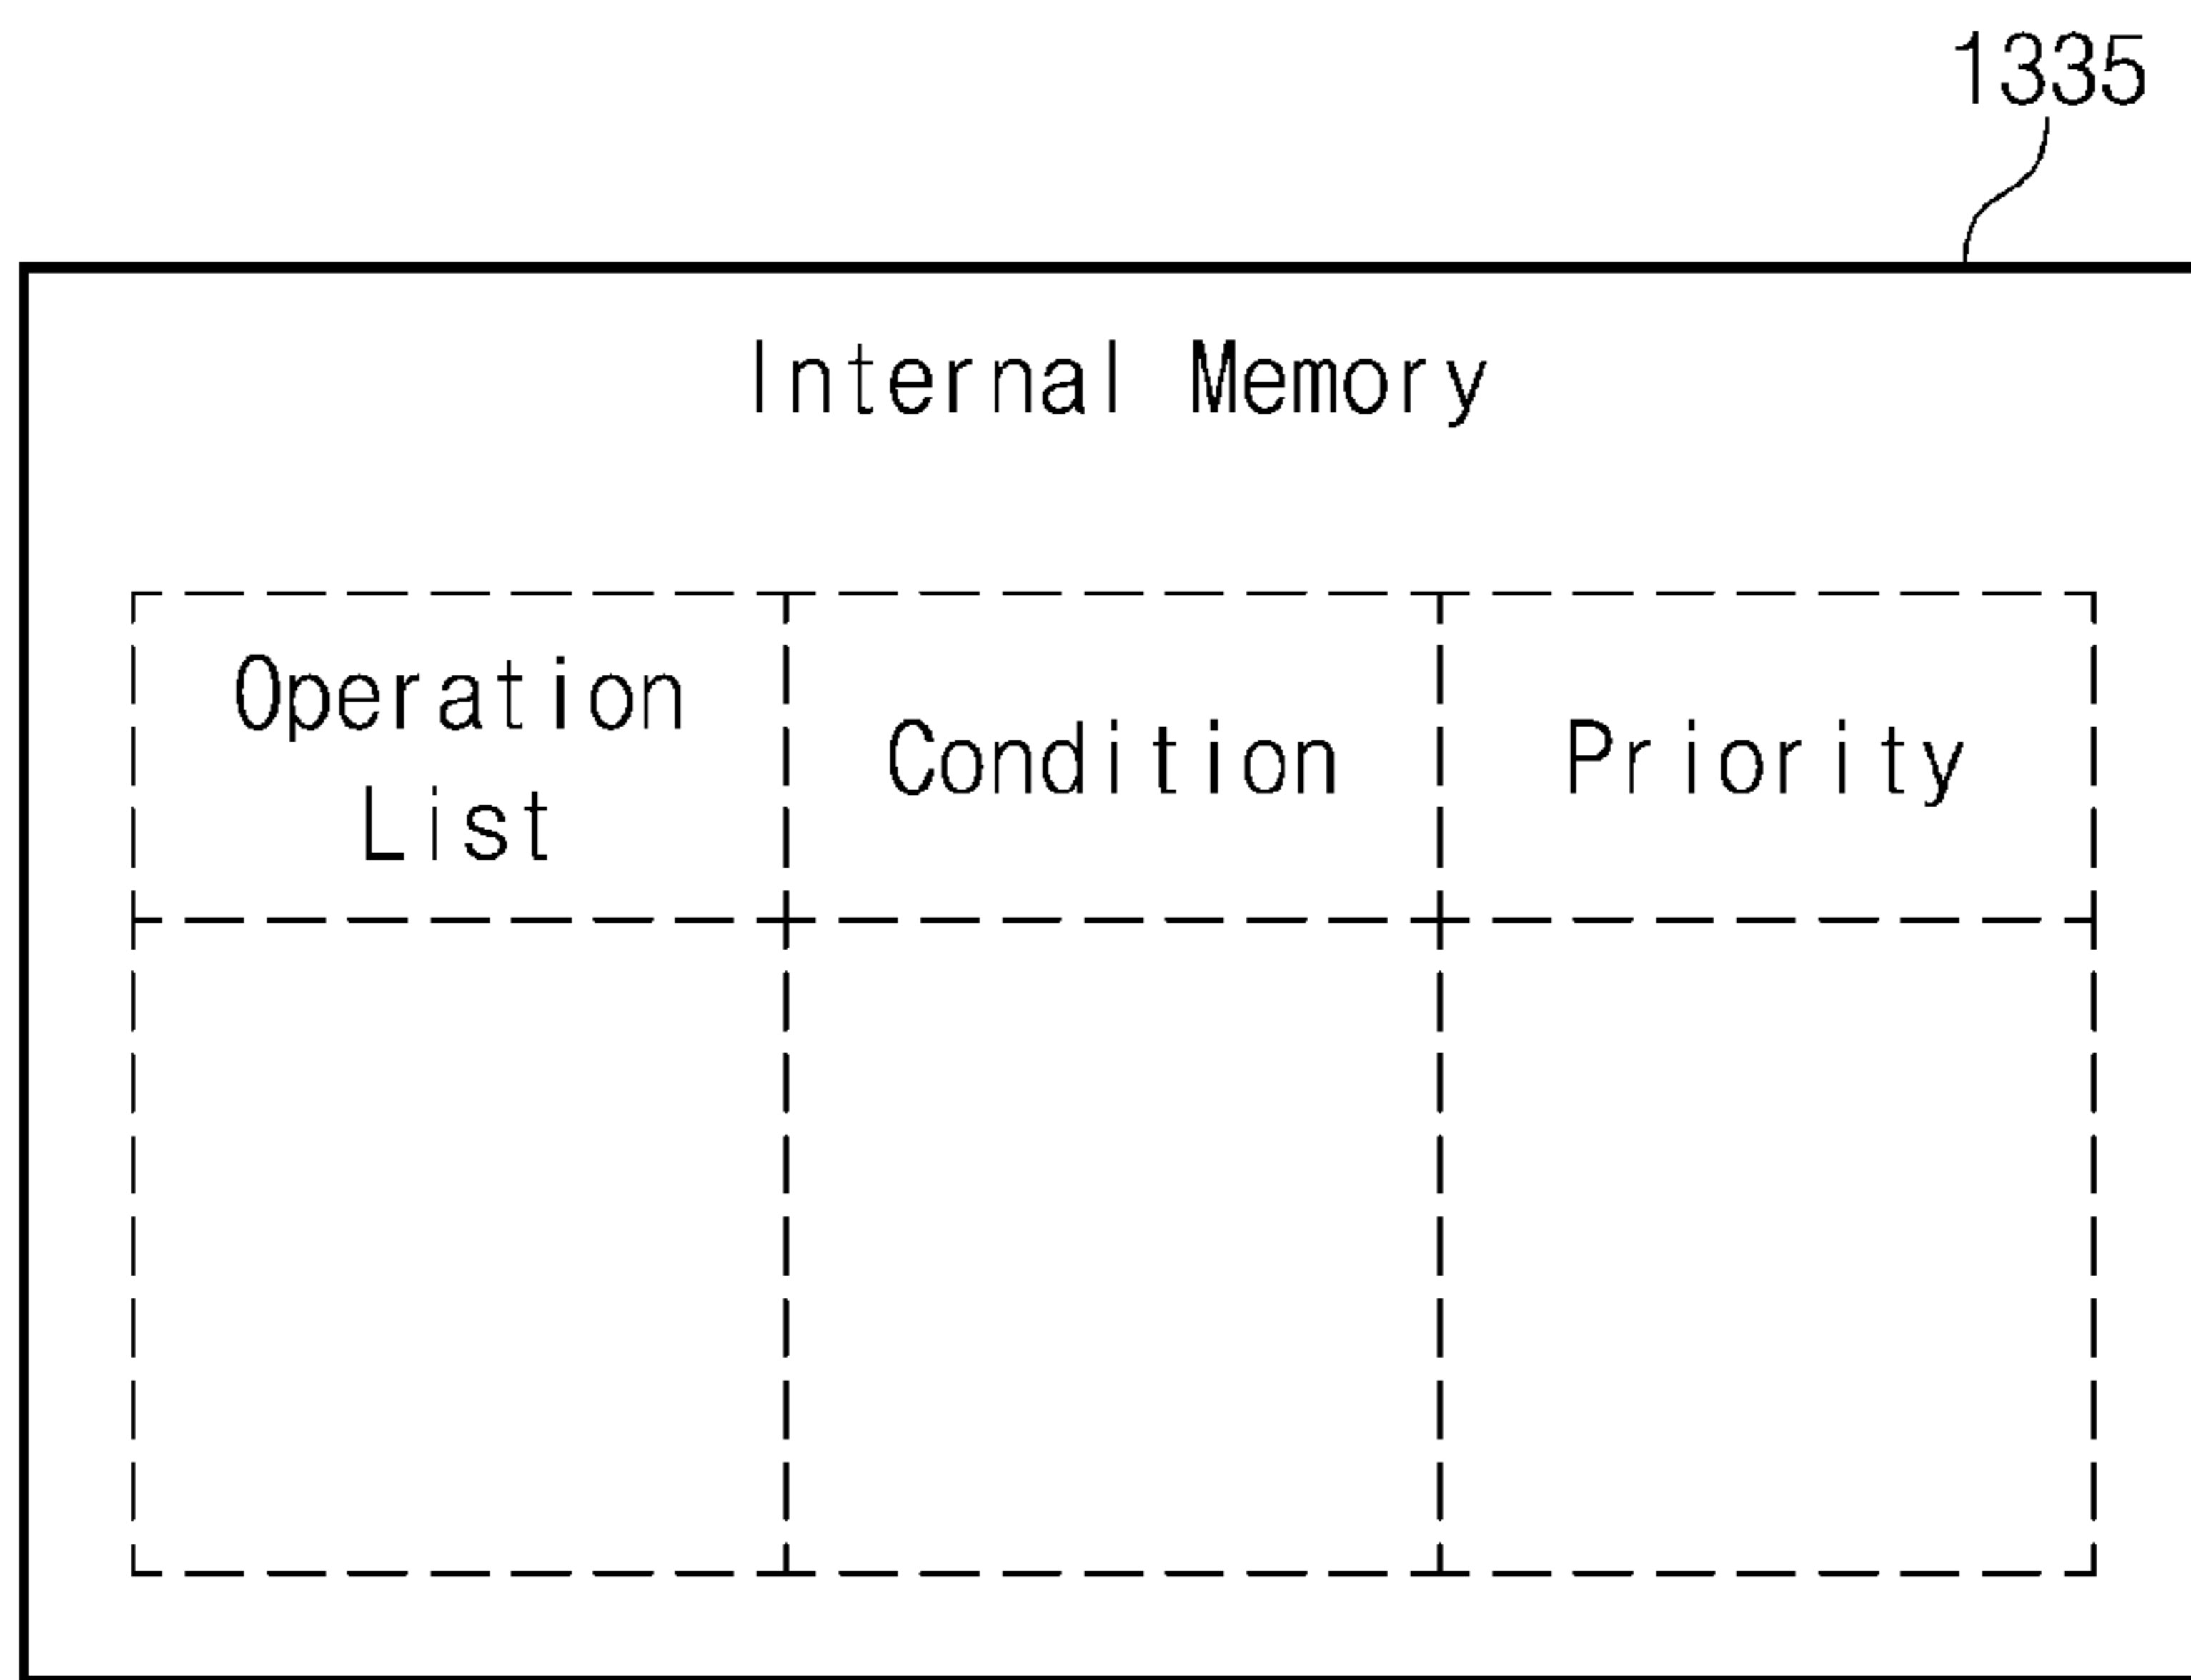 1335
Internal Memory
Operation
List
Condition
Priority